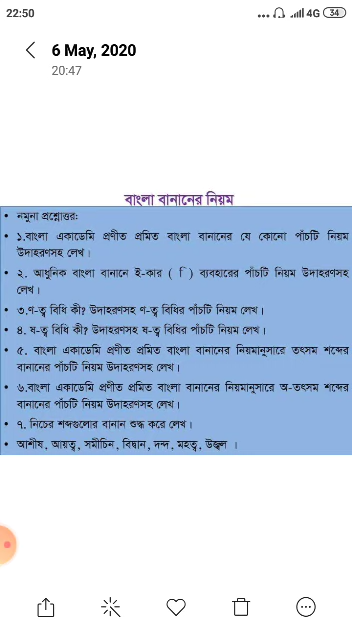 22:50
... 4G 34
6 May, 2020
20:47
বাংলা বানানের নিয়ম
• নমুনা প্রশ্নোত্তর:
• ১.বাংলা একাডেমি প্রণীত প্রমিত বাংলা বানানের যে কোনো পাঁচটি নিয়ম
উদাহরণসহ লেখ।
• ২. আধুনিক বাংলা বানানে ই-কার ( ি ) ব্যবহারের পাঁচটি নিয়ম উদাহরণসহ
লেখ।
• ৩.ণ-ত্ব বিধি কী? উদাহরণসহ ণ-ত্ব বিধির পাঁচটি নিয়ম লেখ।
• ৪. ষ-ত্ব বিধি কী? উদাহরণসহ ষ-ত্ব বিধির পাঁচটি নিয়ম লেখ।
• ৫. বাংলা একাডেমি প্রণীত প্রমিত বাংলা বানানের নিয়মানুসারে তৎসম শব্দের
বানানের পাঁচটি নিয়ম উদাহরণসহ লেখ।
• ৬.বাংলা একাডেমি প্রণীত প্রমিত বাংলা বানানের নিয়মানুসারে অ-তৎসম শব্দের
বানানের পাঁচটি নিয়ম উদাহরণসহ লেখ।
• ৭. নিচের শব্দগুলোর বানান শুদ্ধ করে লেখ।
• আশীষ, আয়ত্ব, সমীচিন, বিদ্বান, দন্দ, মহত্ব, উজ্বল ।